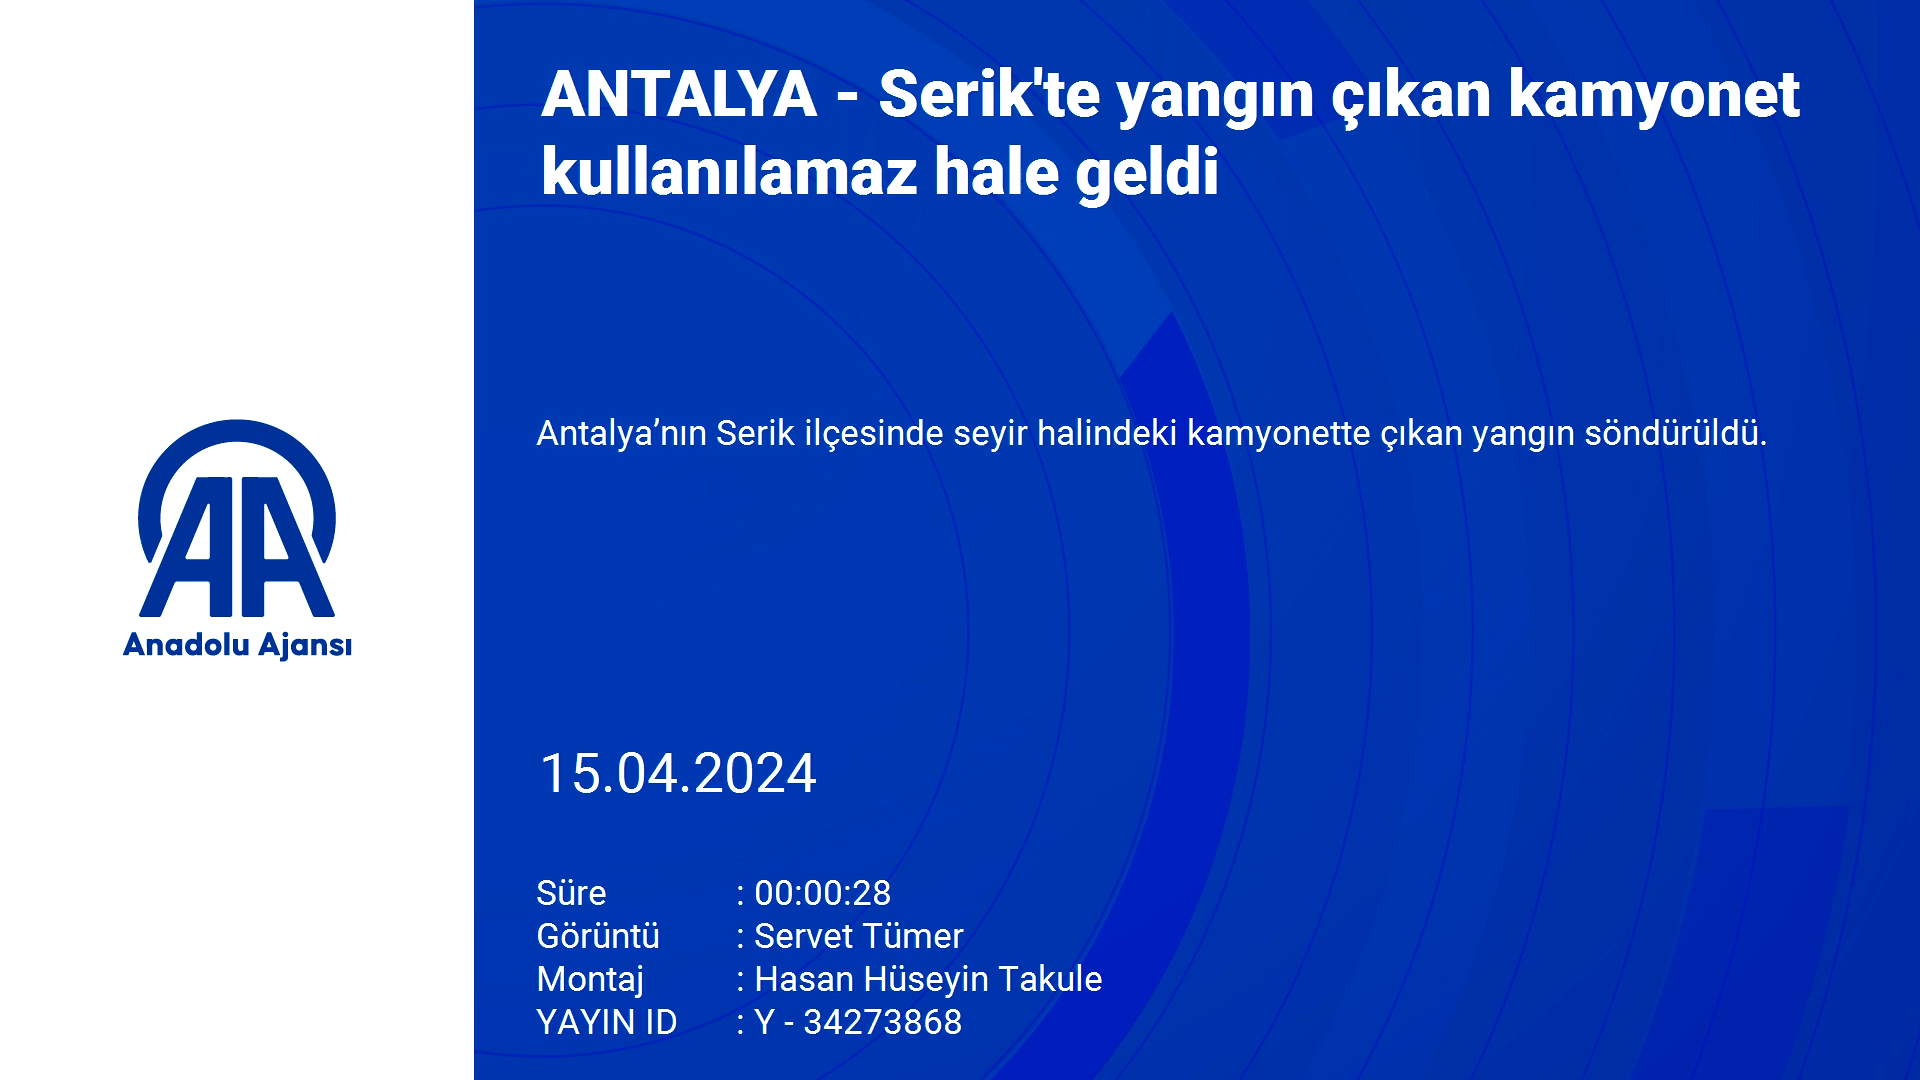 ANTALYA - Serik'te yangın çıkan kamyonet
kullanılamaz hale geldi
Antalya’nın Serik ilçesinde seyir halindeki kamyonette çıkan yangın söndürüldü.
AA
Anadolu Ajansı
15.04.2024
Süre : 00:00:28
Görüntü : Servet Tümer
Montaj : Hasan Hüseyin Takule
YAYIN ID : Y - 34273868